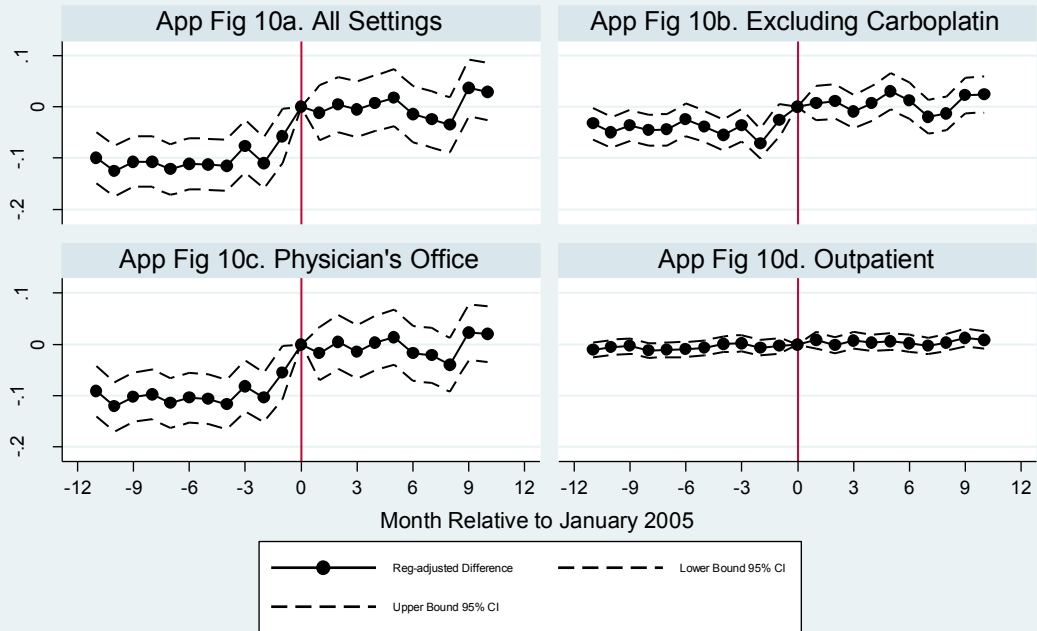 App Fig 10a. All Settings
App Fig 10b. Excluding Carboplatin
.1
0
-.1
-.2
App Fig 10c. Physician's Office
App Fig 10d. Outpatient
.1
0
-.1
-.2
-12 -9 -6 -3 0 3 6 9 12
-12 -9 -6 -3 0 3 6 9 12
Month Relative to January 2005
Reg-adjusted Difference
Lower Bound 95% CI
Upper Bound 95% CI